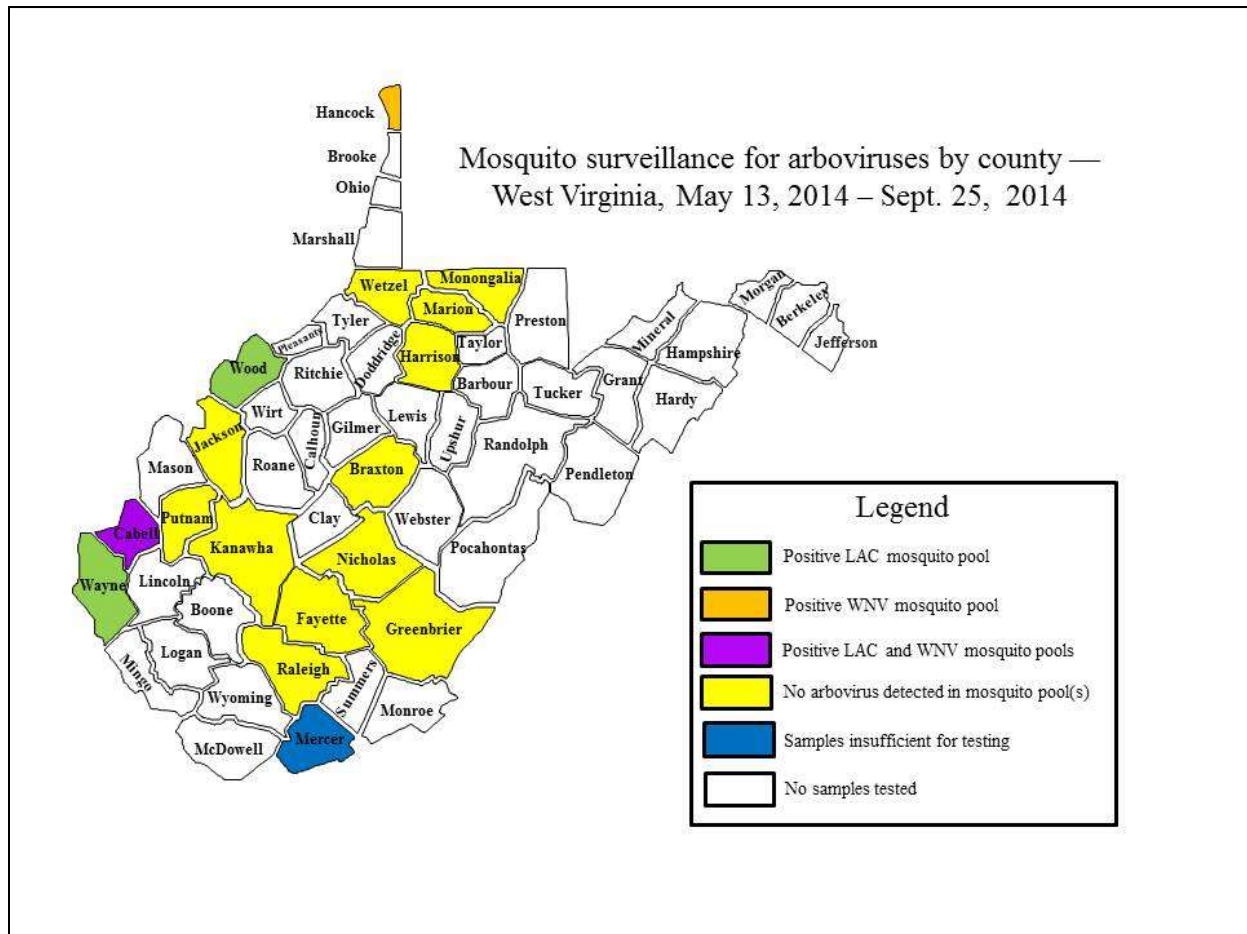 Mosquito surveillance for arboviruses by county —
West Virginia, May 13, 2014 – Sept. 25, 2014
Hancock
Brooke
Ohio
Marshall
Wetzel
Monongalia
Marion
Preston
Tyler
Pleasants
Doddridge
Harrison
Taylor
Wood
Ritchie
Barbour
Tucker
Grant
Mineral
Hampshire
Hardy
Morgan
Berkeley
Jefferson
Wirt
Calhoun
Gilmer
Lewis
Upshur
Randolph
Pendleton
Jackson
Roane
Braxton
Mason
Putnam
Clay
Webster
Pocahontas
Cabell
Kanawha
Nicholas
Wayne
Lincoln
Boone
Fayette
Greenbrier
Logan
Raleigh
Mingo
Wyoming
Summers
Monroe
McDowell
Mercer
Legend
Positive LAC mosquito pool
Positive WNV mosquito pool
Positive LAC and WNV mosquito pools
No arbovirus detected in mosquito pool(s)
Samples insufficient for testing
No samples tested